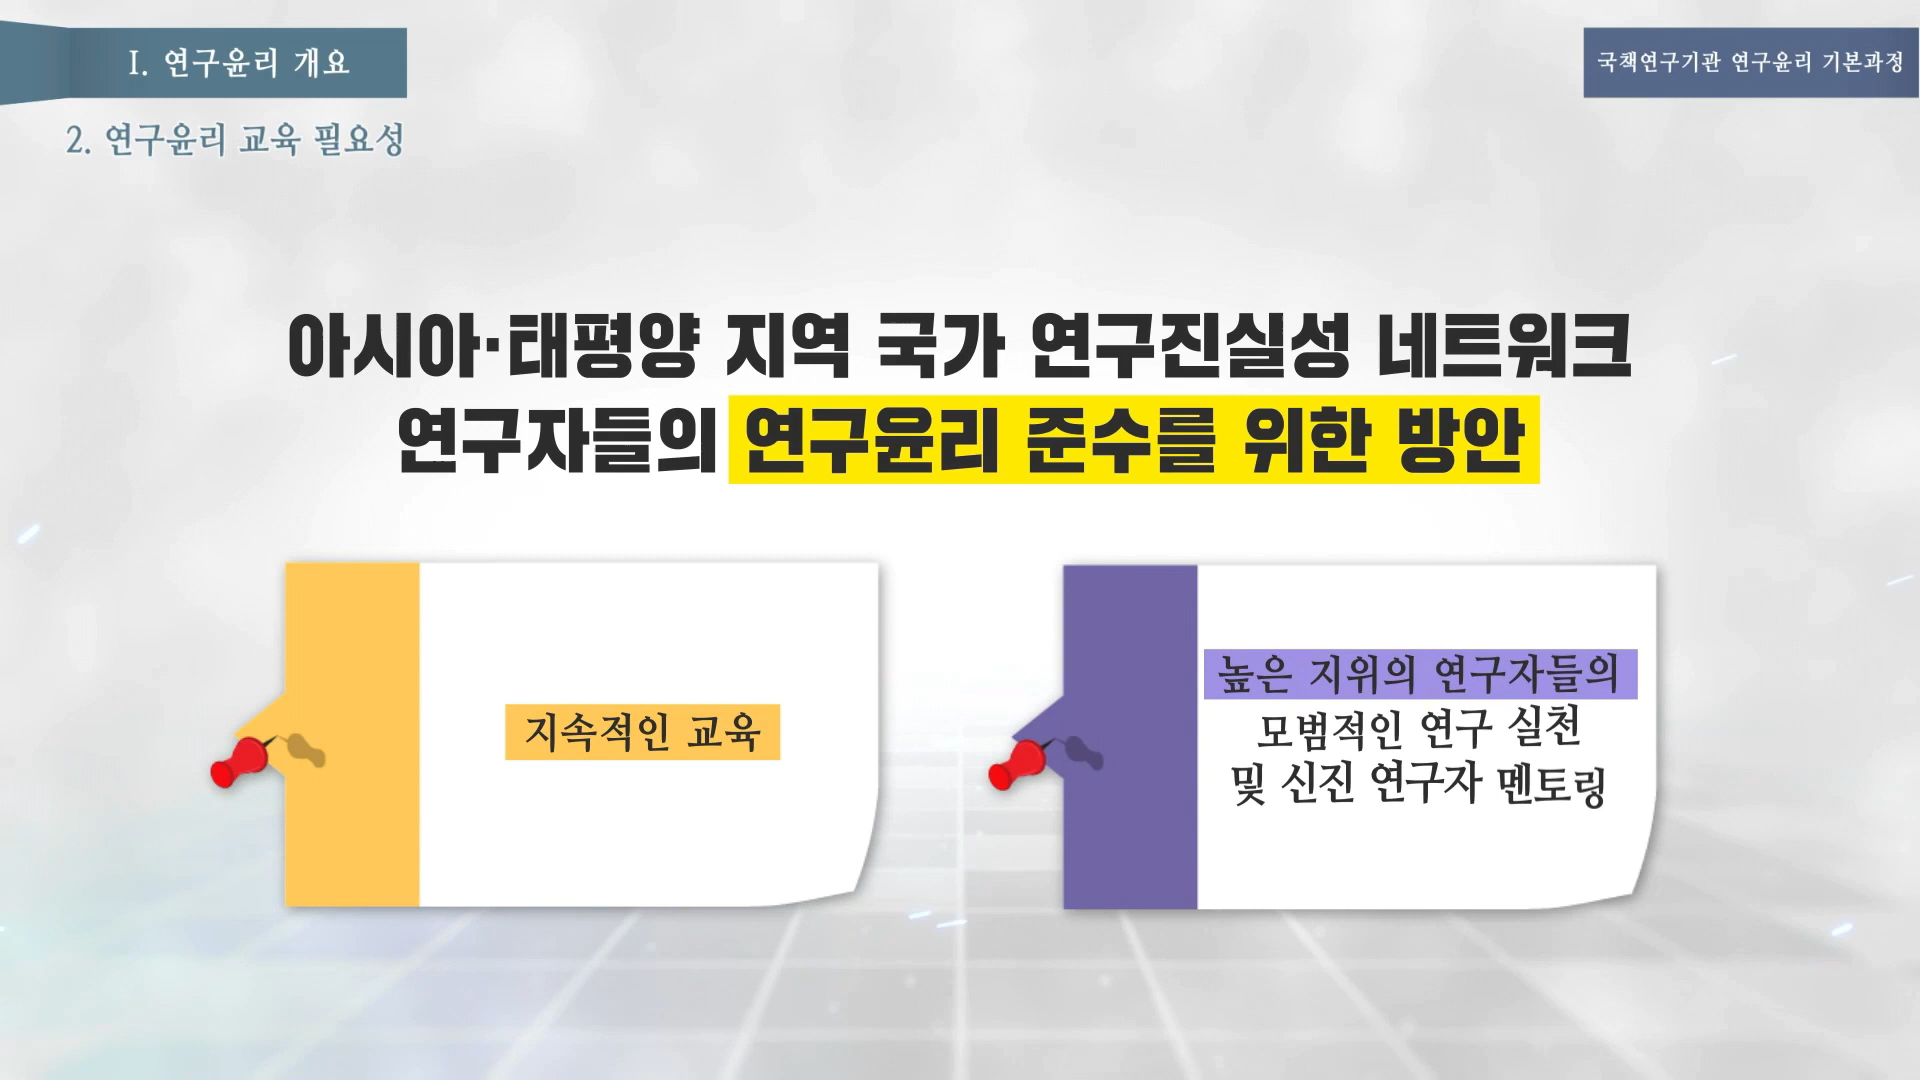 I. 연구윤리 개요
국책연구기관 연구윤리 기본과정
2. 연구윤리 교육 필요성
아시아·태평양 지역 국가 연구진실성 네트워크
연구자들의 연구윤리 준수를 위한 방안
지속적인 교육
높은 지위의 연구자들의
모범적인 연구 실천
및 신진 연구자 멘토링